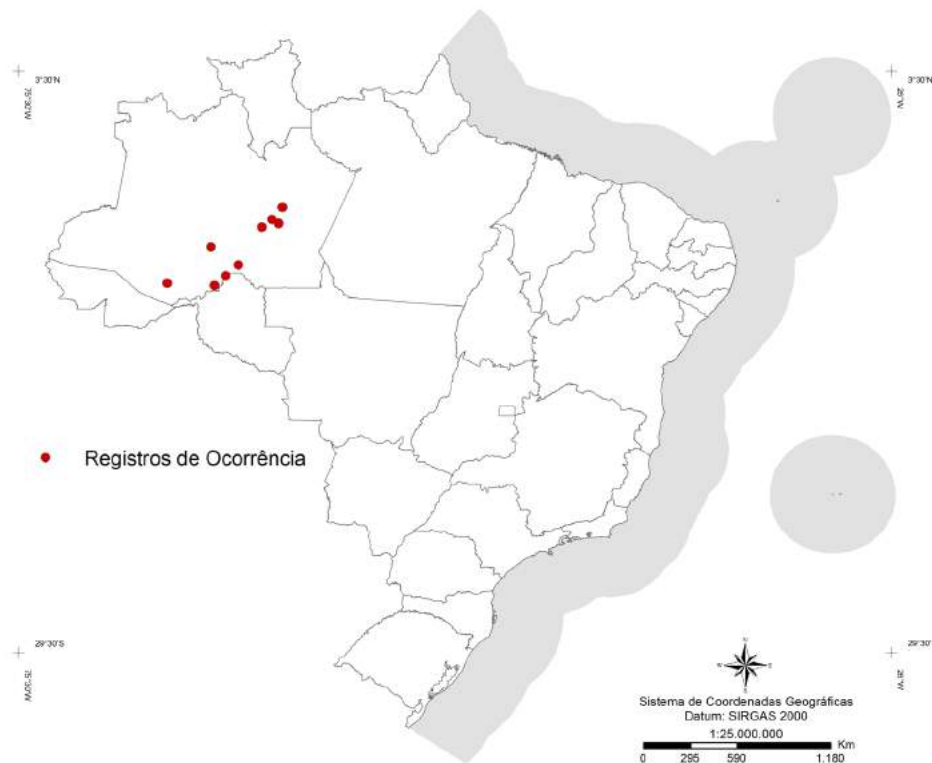 3°30'N
75°30'W
3°30'N
28°W
Registros de Ocorrência
29°30'S
75°30'W
29°30'
28°W
N
W
E
S
Sistema de Coordenadas Geográficas
Datum: SIRGAS 2000
1:25.000.000
Km
0 295 590 1.180